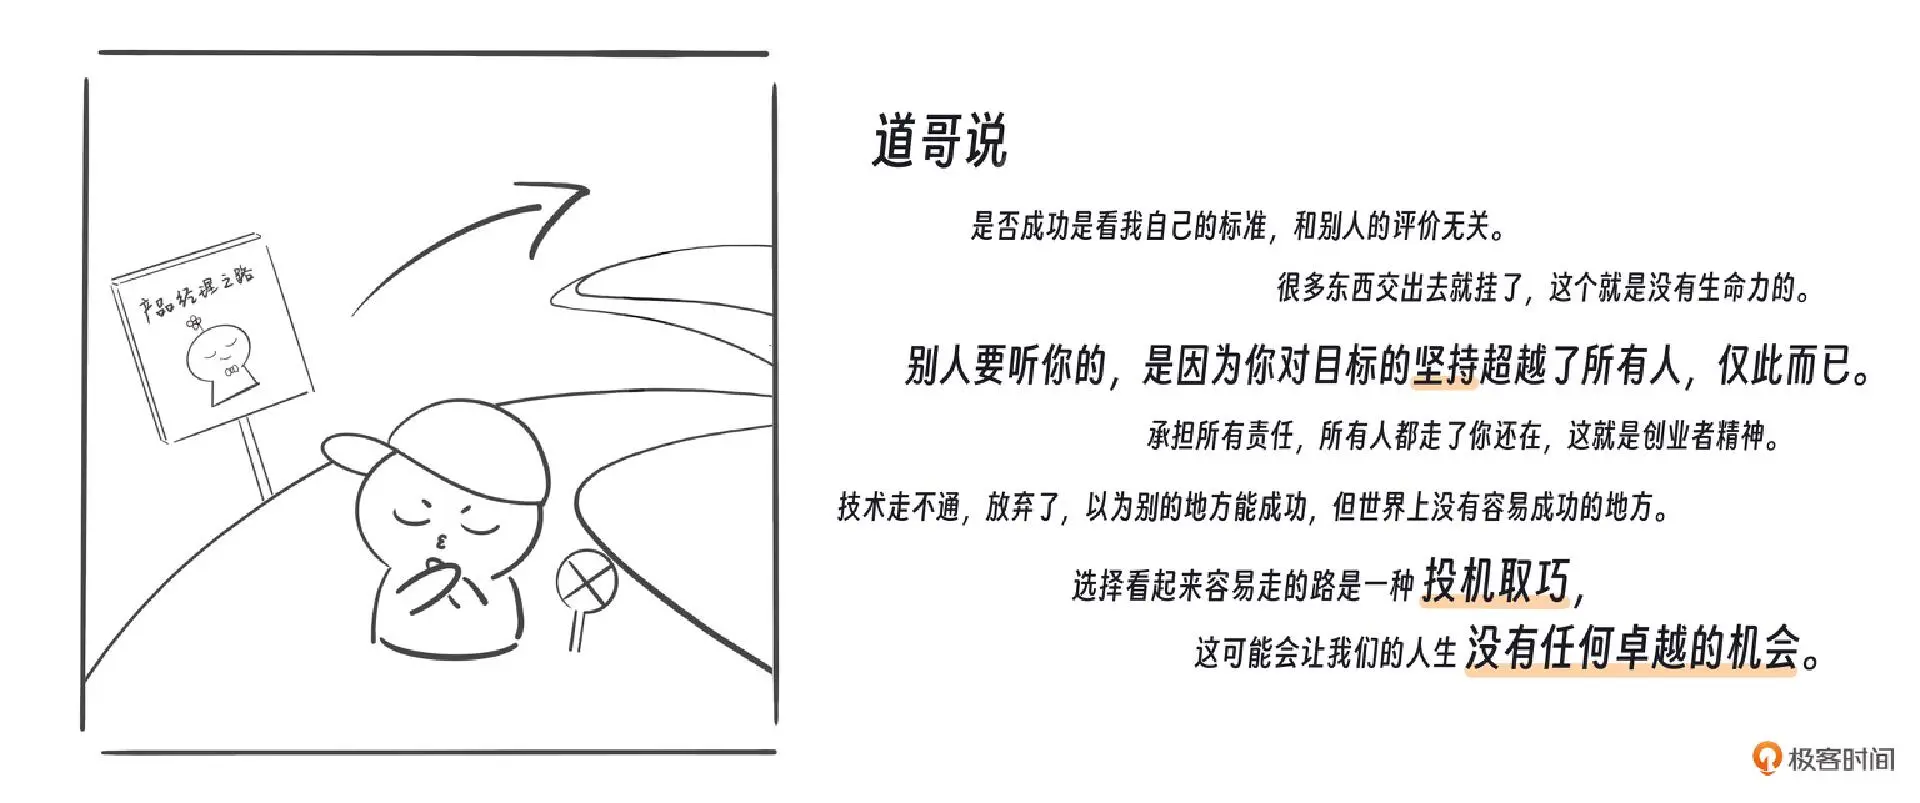 产品经理之路
道哥说
是否成功是看我自己的标准，和别人的评价无关。
很多东西交出去就挂了，这个就是没有生命力的。
别人要听你的，是因为你对目标的坚持超越了所有人，仅此而已。
承担所有责任，所有人都走了你还在，这就是创业者精神。
技术走不通，放弃了，以为别的地方能成功，但世界上没有容易成功的地方。
选择看起来容易走的路是一种 投机取巧，
这可能会让我们的人生 没有任何卓越的机会。
极客时间